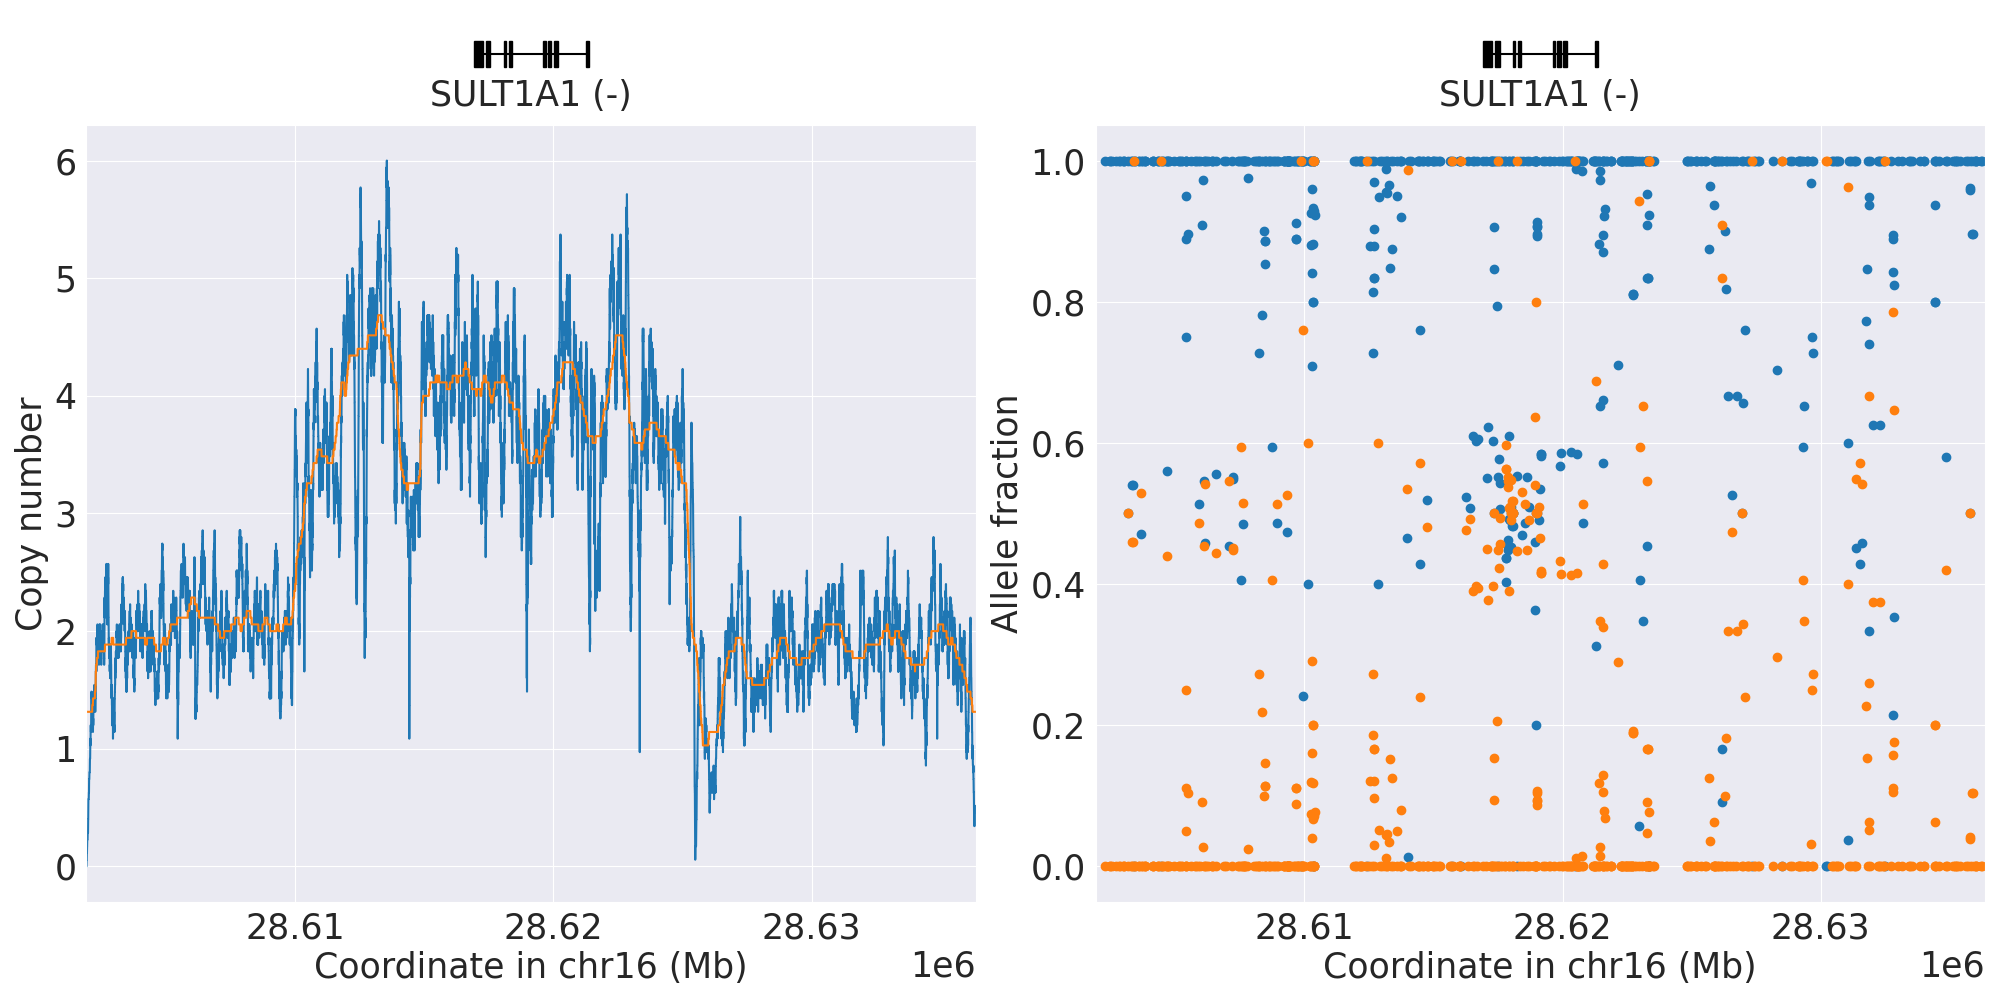 SULT1A1 (-)
6
5
4
3
2
1
0
Copy number
28.61
28.62
28.63
Coordinate in chr16 (Mb)
1e6
SULT1A1 (-)
1.0
0.8
0.6
0.4
0.2
0.0
Allele fraction
28.61
28.62
28.63
Coordinate in chr16 (Mb)
1e6